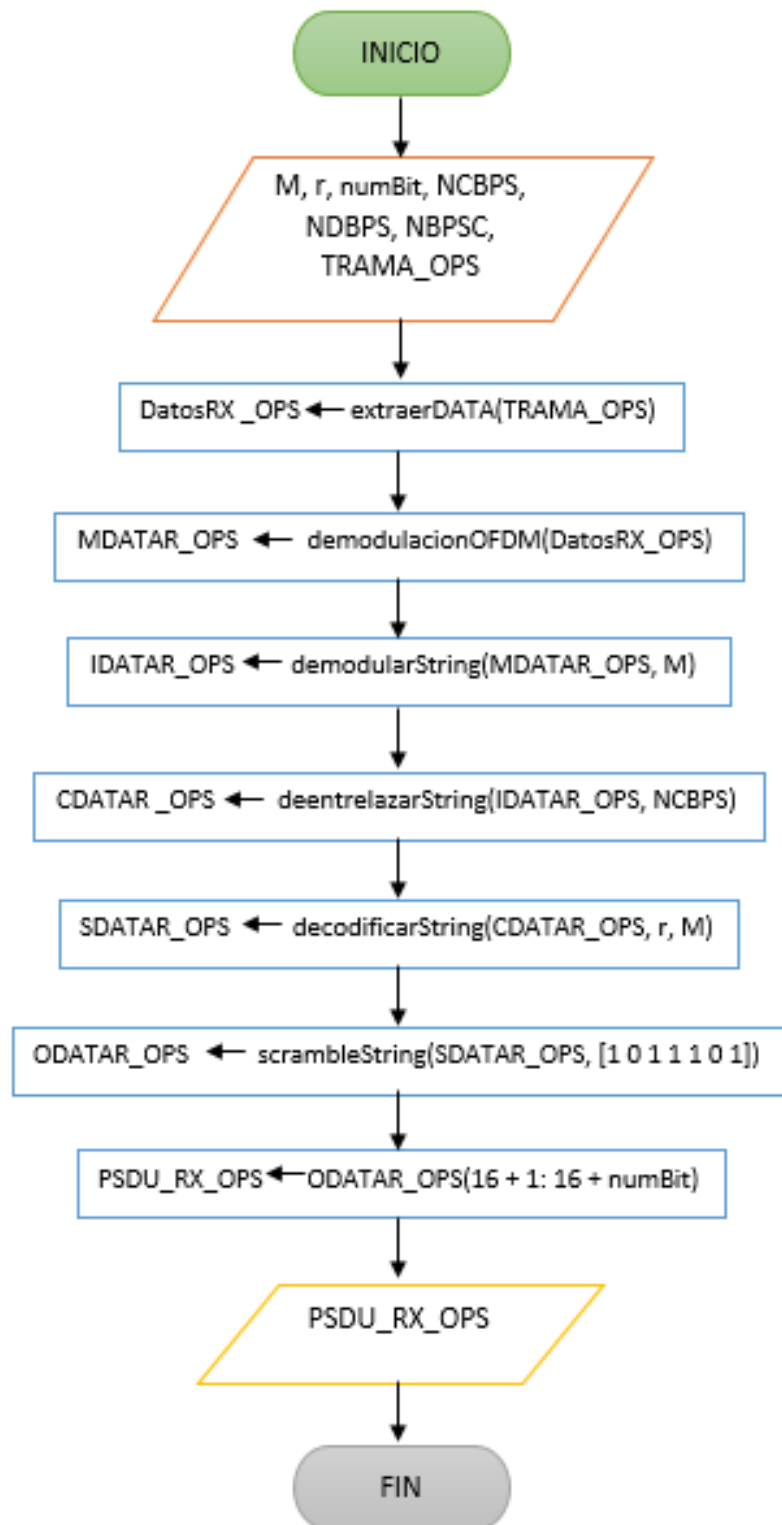 INICIO
M, r, numBit, NCBPS,
NDBPS, NBPSC,
TRAMA_OPS
DatosRX _OPS ← extraerDATA(TRAMA_OPS)
MDATAR_OPS ← demodulacionOFDM(DatosRX_OPS)
IDATAR_OPS ← demodularString(MDATAR_OPS, M)
CDATAR _OPS ← deentrelazarString(IDATAR_OPS, NCBPS)
SDATAR_OPS ← decodificarString(CDATAR_OPS, r, M)
ODATAR_OPS ← scrambleString(SDATAR_OPS, [1 0 1 1 1 0 1])
PSDU_RX_OPS ← ODATAR_OPS(16 + 1: 16 + numBit)
PSDU_RX_OPS
FIN